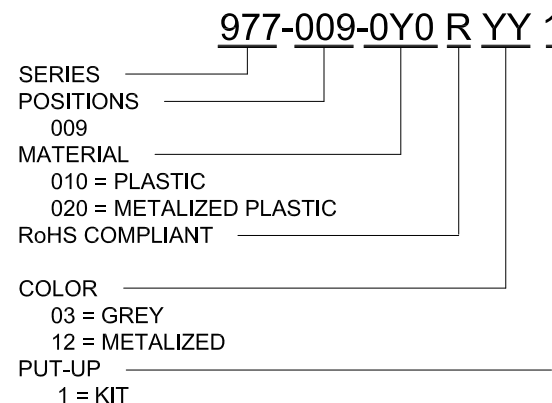 977-009-0Y0 R YY 1
SERIES
POSITIONS
009
MATERIAL
010 = PLASTIC
020 = METALIZED PLASTIC
RoHS COMPLIANT
COLOR
03 = GREY
12 = METALIZED
PUT-UP
1 = KIT